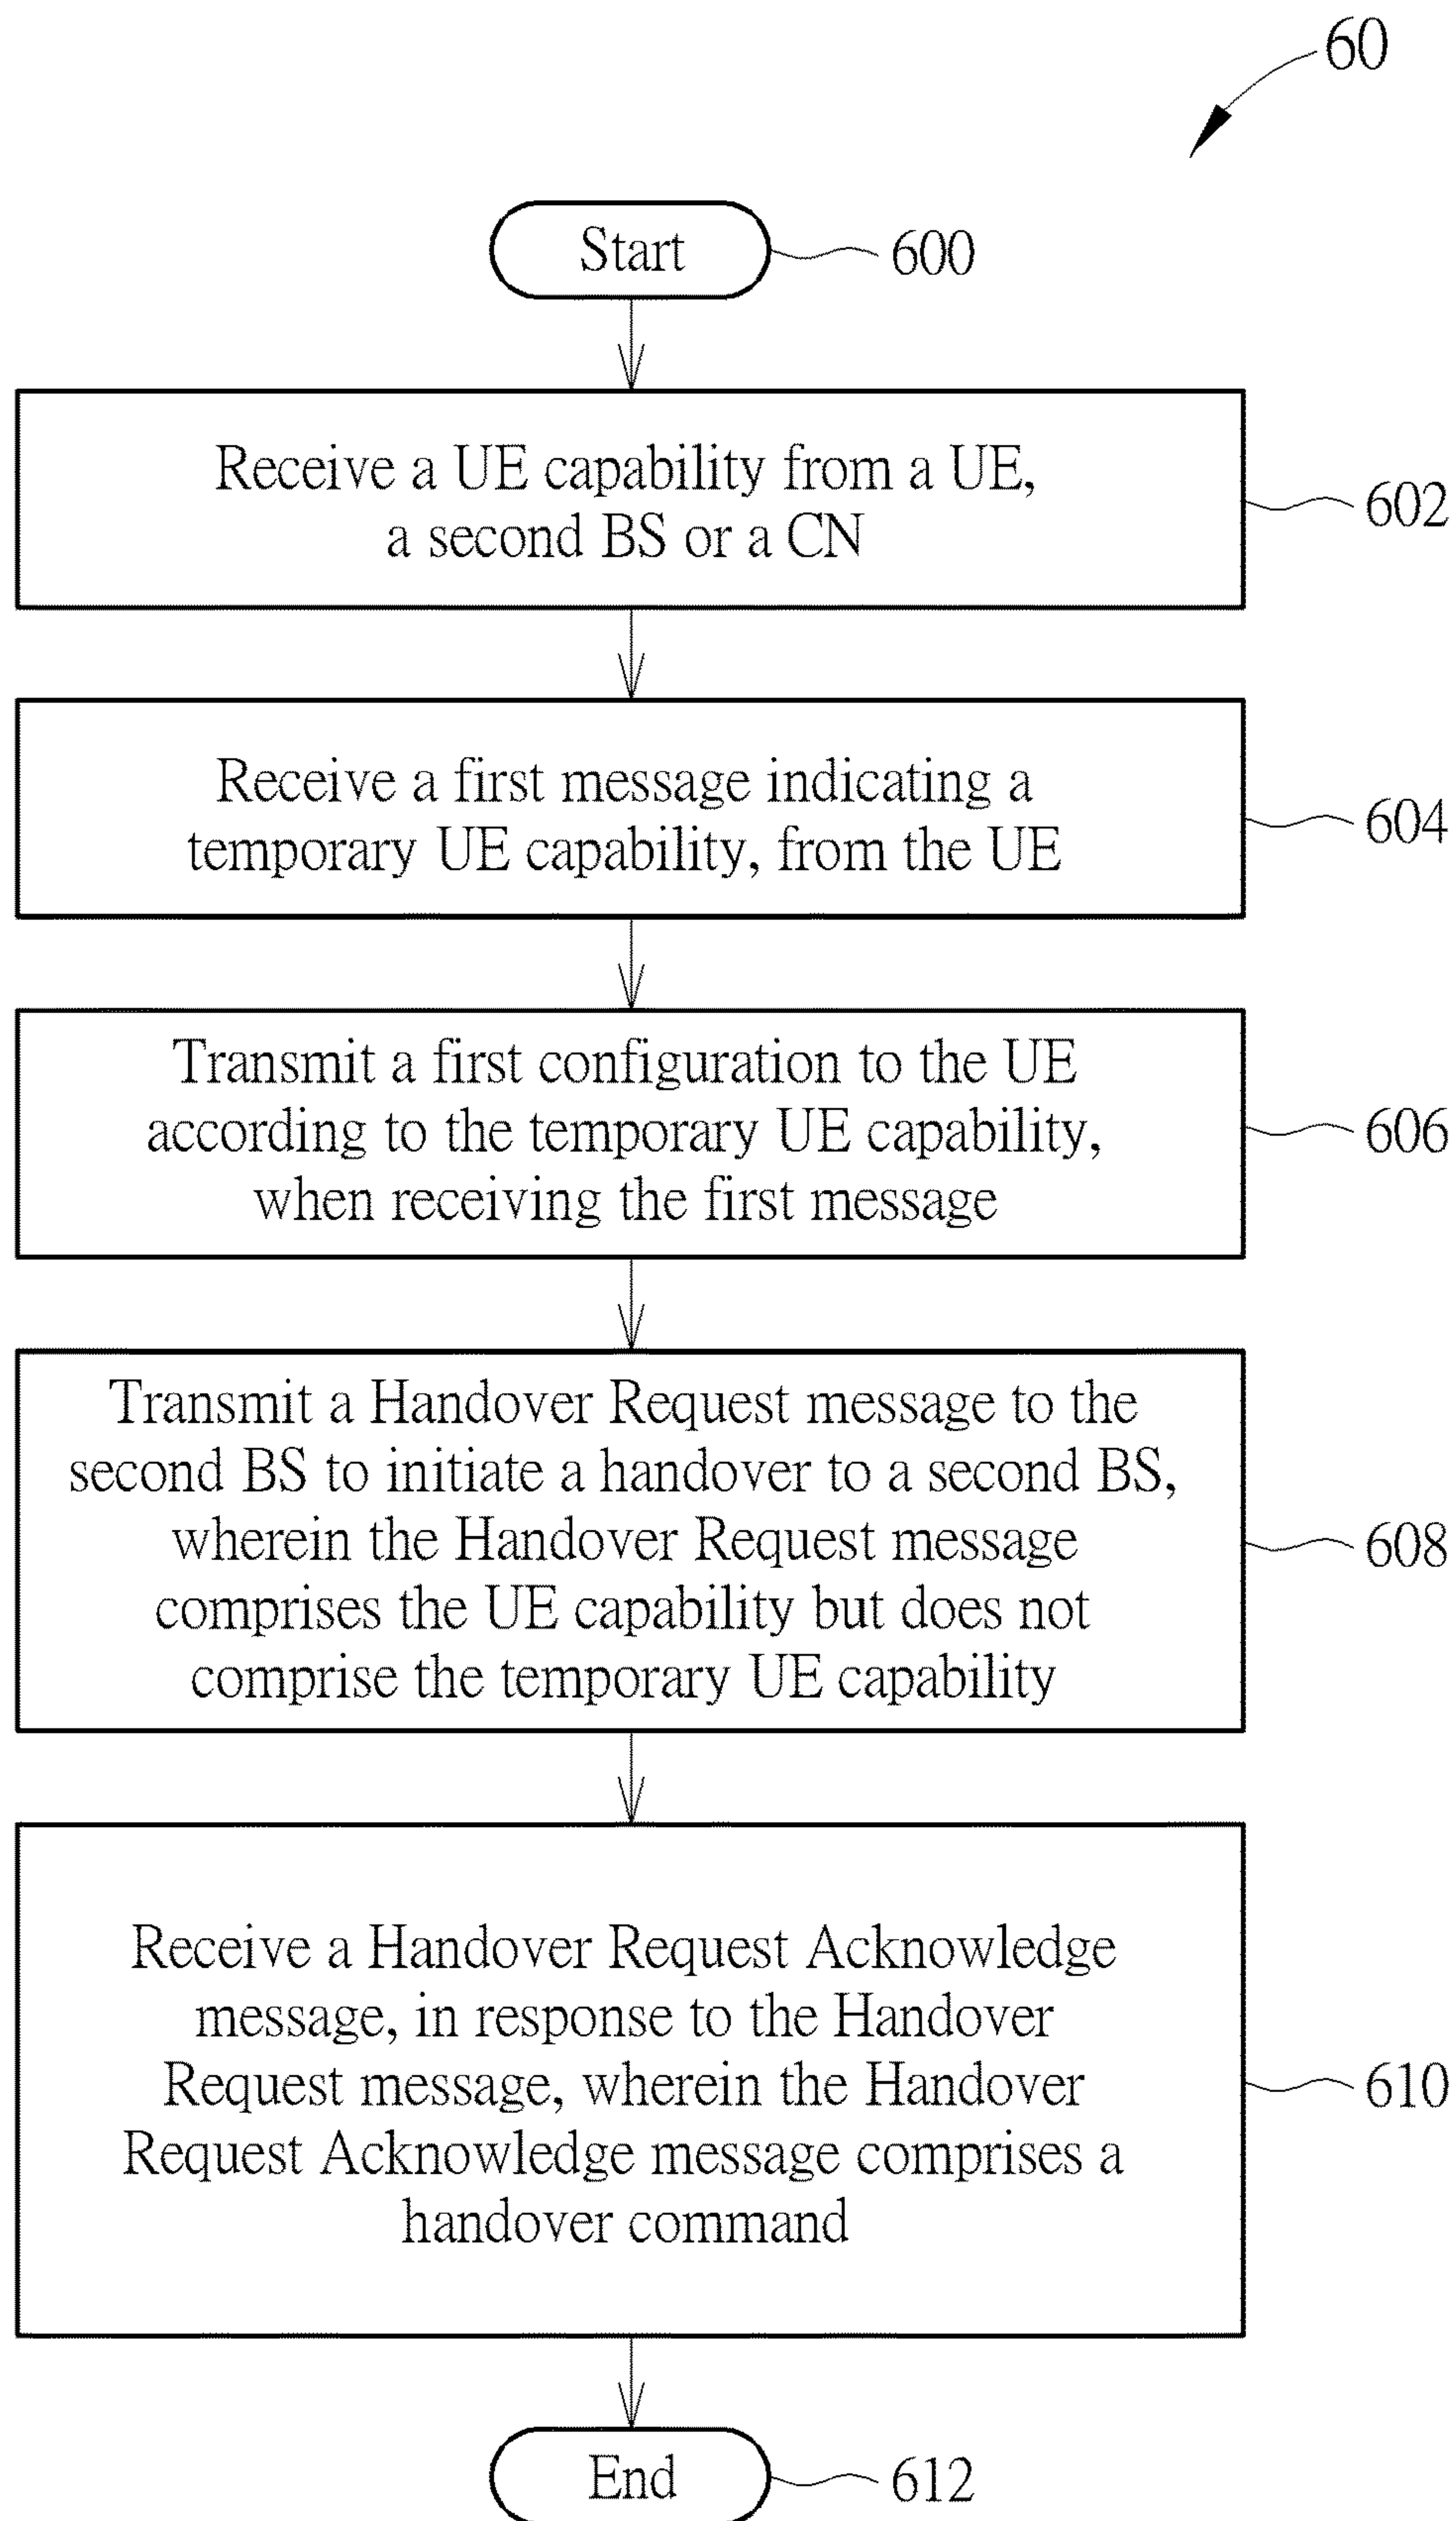 60
Start
600
Receive a UE capability from a UE,
a second BS or a CN
602
Receive a first message indicating a
temporary UE capability, from the UE
604
Transmit a first configuration to the UE
according to the temporary UE capability,
when receiving the first message
606
Transmit a Handover Request message to the
second BS to initiate a handover to a second BS,
wherein the Handover Request message
comprises the UE capability but does not
comprise the temporary UE capability
608
Receive a Handover Request Acknowledge
message, in response to the Handover
Request message, wherein the Handover
Request Acknowledge message comprises a
handover command
610
End
612